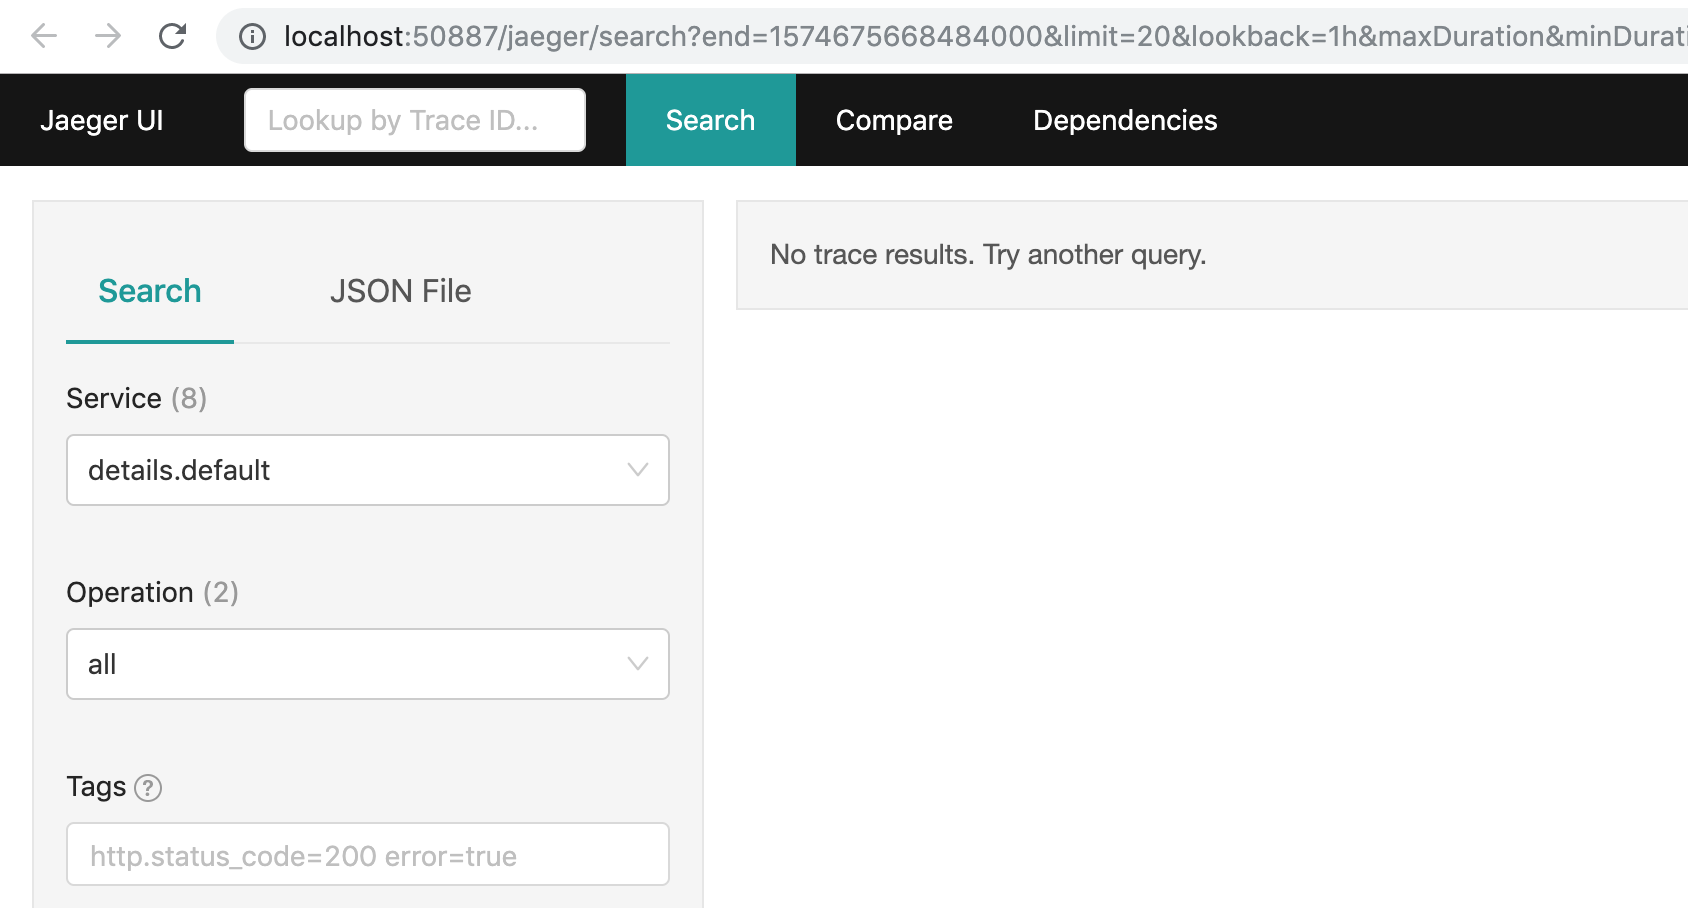 localhost:50887/jaeger/search?end=1574675668484000&limit=20&lookback=1h&maxDuration&minDurati
Jaeger UI Lookup by Trace ID... Search Compare Dependencies
No trace results. Try another query.
Search JSON File
Service (8)
details.default
Operation (2)
all
Tags ?
http.status_code=200 error=true